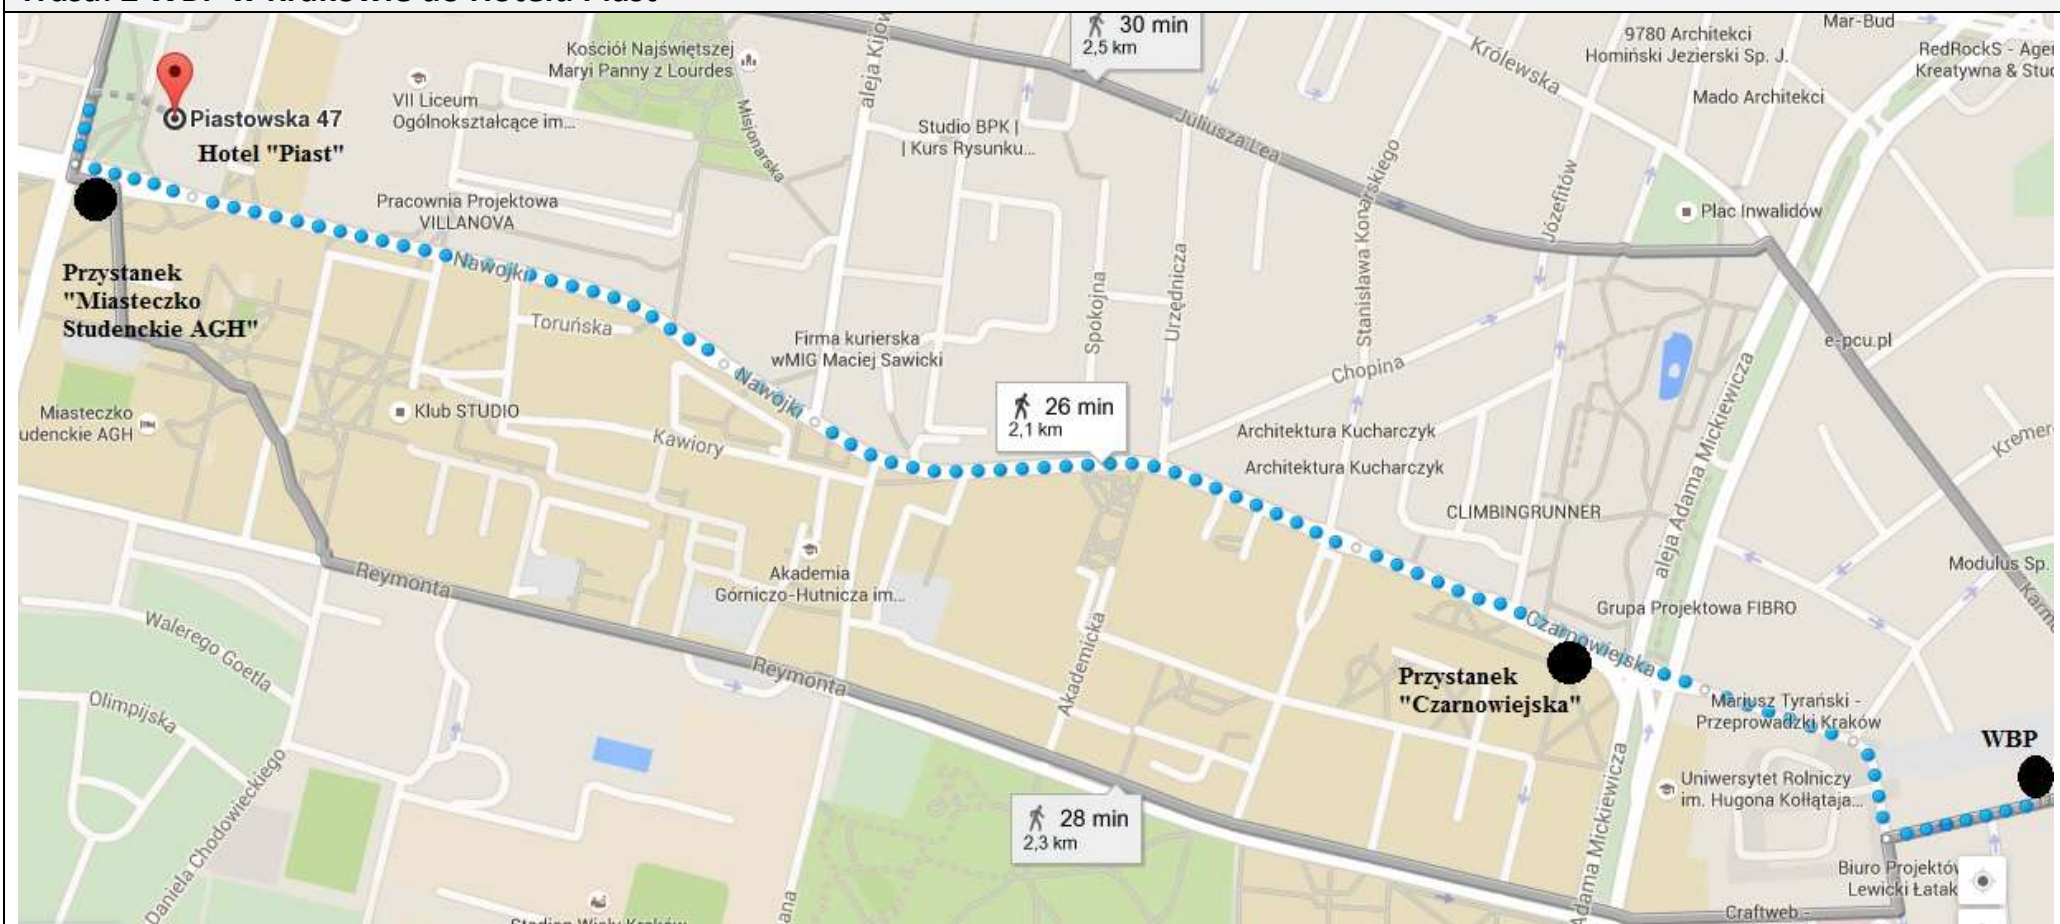 30 min
2,5 km
Mar-Bud
Kościół Najświętszej
Maryi Panny z Lourdes
aleja Kijow
Królewska
9780 Architekci
Homiński Jezierski Sp. J.
RedRockS - Agen
Kreatywna & Stud
Mado Architekci
VII Liceum
Ogólnokształcące im...
Misjonarska
Piastowska 47
Hotel "Piast"
Studio BPK |
| Kurs Rysunku...
Juliusza Lea
Stanisława Konarskiego
Józefitów
Plac Inwalidów
Pracownia Projektowa
VILLANOVA
Nawojki
Przystanek
"Miasteczko
Studenckie AGH"
Toruńska
Spokojna
Urzędnicza
Firma kurierska
wMIG Maciej Sawicki
Chopina
e-pcu.pl
aleja Adama Mickiewicza
Nawojki
Miasteczko
udenckie AGH
Klub STUDIO
Kawiory
26 min
2,1 km
Architektura Kucharczyk
Architektura Kucharczyk
Kremer
CLIMBINGRUNNER
Modulus Sp.
Akademia
Górniczo-Hutnicza im...
Reymonta
Grupa Projektowa FIBRO
Karme
Walerego Goetla
Czarnowiejska
Akademicka
Reymonta
Przystanek
"Czarnowiejska"
Olimpijska
Mariusz Tyrański -
Przeprowadzki Kraków
WBP
Daniela Chodowieckiego
Adama Mickiewicza
Uniwersytet Rolniczy
im. Hugona Kołłątaja...
28 min
2,3 km
Biuro Projektów
Lewicki Łatak
Craftweb -
ana